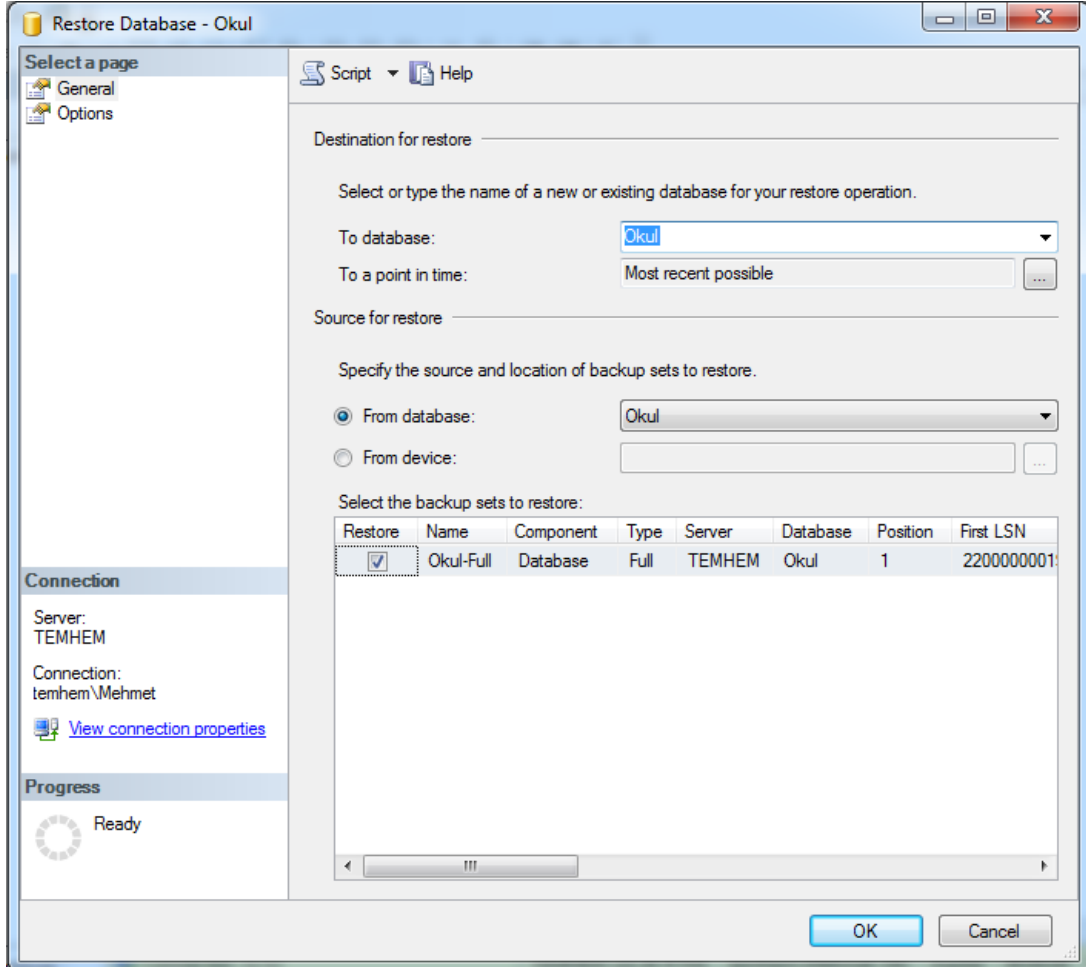 Restore Database - Okul
Select a page
General
Options
Script Help
Destination for restore
Select or type the name of a new or existing database for your restore operation.
To database: Okul
To a point in time: Most recent possible ...
Source for restore
Specify the source and location of backup sets to restore.
From database: Okul
From device: ...
Select the backup sets to restore:
Restore Name Component Type Server Database Position First LSN
Okul-Full Database Full TEMHEM Okul 1 2200000001
Connection
Server:
TEMHEM
Connection:
temhem\Mehmet
View connection properties
Progress
Ready
OK Cancel